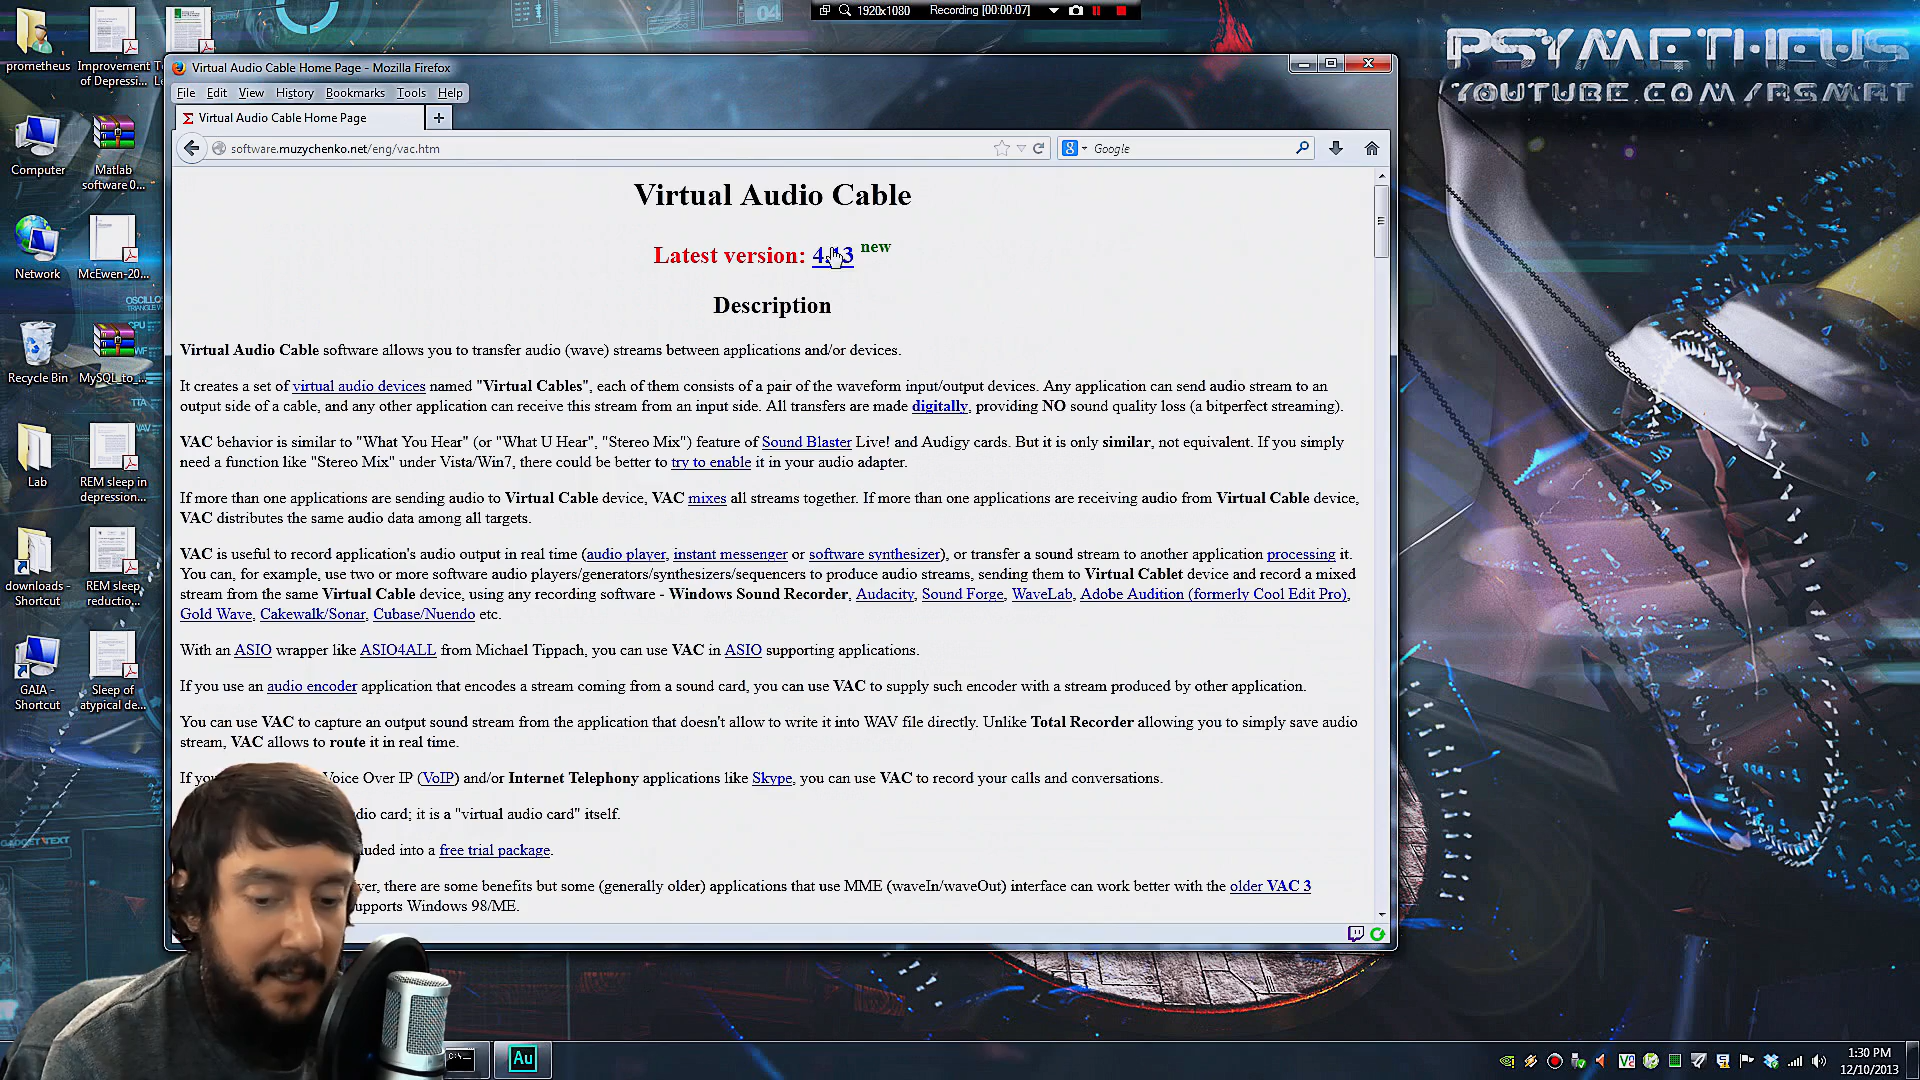 1920x1080 Recording [00:00:07]
04
PSYMETHEUS
YOUTUBE.COM/RSMRT
prometheus
Improvement
of Depressi...
Computer
Matlab
software 0...
Network
McEwen-20...
Recycle Bin
MySQL_to_...
Lab
REM sleep in
depression...
downloads -
Shortcut
REM sleep
reductio...
GAIA -
Shortcut
Sleep of
atypical de...
Virtual Audio Cable Home Page - Mozilla Firefox
File Edit View History Bookmarks Tools Help
Virtual Audio Cable Home Page
software.muzychenko.net/eng/vac.htm
Google
Virtual Audio Cable
Latest version: 4.13 new
Description
Virtual Audio Cable software allows you to transfer audio (wave) streams between applications and/or devices.
It creates a set of virtual audio devices named "Virtual Cables", each of them consists of a pair of the waveform input/output devices. Any application can send audio stream to an
output side of a cable, and any other application can receive this stream from an input side. All transfers are made digitally, providing NO sound quality loss (a bitperfect streaming).
VAC behavior is similar to "What You Hear" (or "What U Hear", "Stereo Mix") feature of Sound Blaster Live! and Audigy cards. But it is only similar, not equivalent. If you simply
need a function like "Stereo Mix" under Vista/Win7, there could be better to try to enable it in your audio adapter.
If more than one applications are sending audio to Virtual Cable device, VAC mixes all streams together. If more than one applications are receiving audio from Virtual Cable device,
VAC distributes the same audio data among all targets.
VAC is useful to record application's audio output in real time (audio player, instant messenger or software synthesizer), or transfer a sound stream to another application processing it.
You can, for example, use two or more software audio players/generators/synthesizers/sequencers to produce audio streams, sending them to Virtual Cablet device and record a mixed
stream from the same Virtual Cable device, using any recording software - Windows Sound Recorder, Audacity, Sound Forge, WaveLab, Adobe Audition (formerly Cool Edit Pro),
Gold Wave, Cakewalk/Sonar, Cubase/Nuendo etc.
With an ASIO wrapper like ASIO4ALL from Michael Tippach, you can use VAC in ASIO supporting applications.
If you use an audio encoder application that encodes a stream coming from a sound card, you can use VAC to supply such encoder with a stream produced by other application.
You can use VAC to capture an output sound stream from the application that doesn't allow to write it into WAV file directly. Unlike Total Recorder allowing you to simply save audio
stream, VAC allows to route it in real time.
If you Voice Over IP (VoIP) and/or Internet Telephony applications like Skype, you can use VAC to record your calls and conversations.
dio card; it is a "virtual audio card" itself.
luded into a free trial package.
ver, there are some benefits but some (generally older) applications that use MME (waveIn/waveOut) interface can work better with the older VAC 3
upports Windows 98/ME.
Au
1:30 PM
12/10/2013